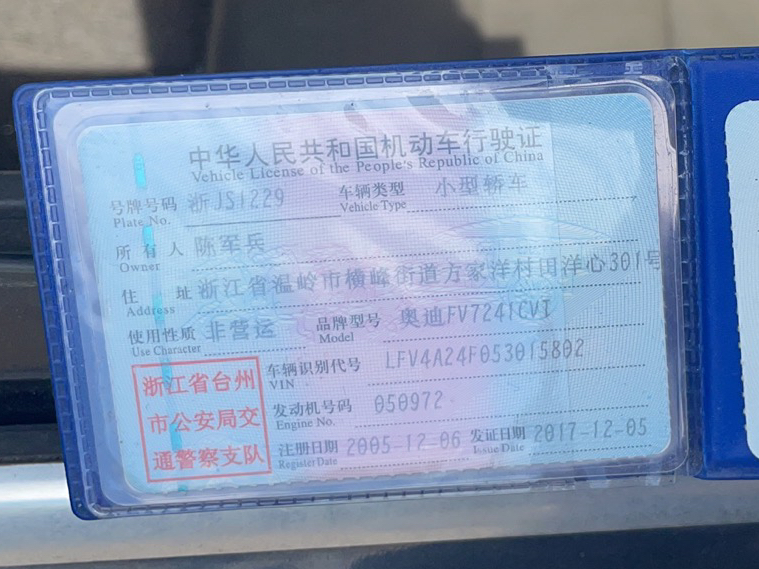 中华人民共和国机动车行驶证
Vehicle License of the People's Republic of China
号牌号码 浙JS1229 车辆类型 小型轿车
Plate No. Vehicle Type
所有人 陈军兵
Owner
住址 浙江省温岭市横峰街道方家洋村田洋心301号
Address
使用性质 非营运 品牌型号 奥迪FV7241CVI
Use Character Model
车辆识别代号 LFV4A24F053015802
VIN
发动机号码 050972
Engine No.
注册日期 2005-12-06 发证日期 2017-12-05
Register Date Issue Date
浙江省台州
市公安局交
通警察支队